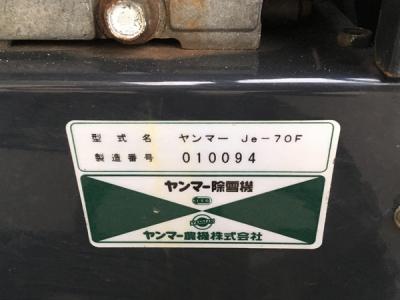 型式名 ヤンマー Je-70F
製造番号 010094
ヤンマー除雪機
ヤンマー農機株式会社